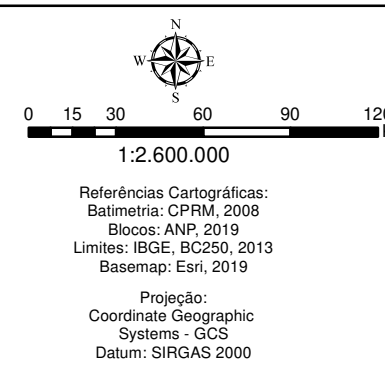 N
W E
S
0 15 30 60 90 120
1:2.600.000
Referências Cartográficas:
Batimetria: CPRM, 2008
Blocos: ANP, 2019
Limites: IBGE, BC250, 2013
Basemap: Esri, 2019
Projeção:
Coordinate Geographic
Systems - GCS
Datum: SIRGAS 2000